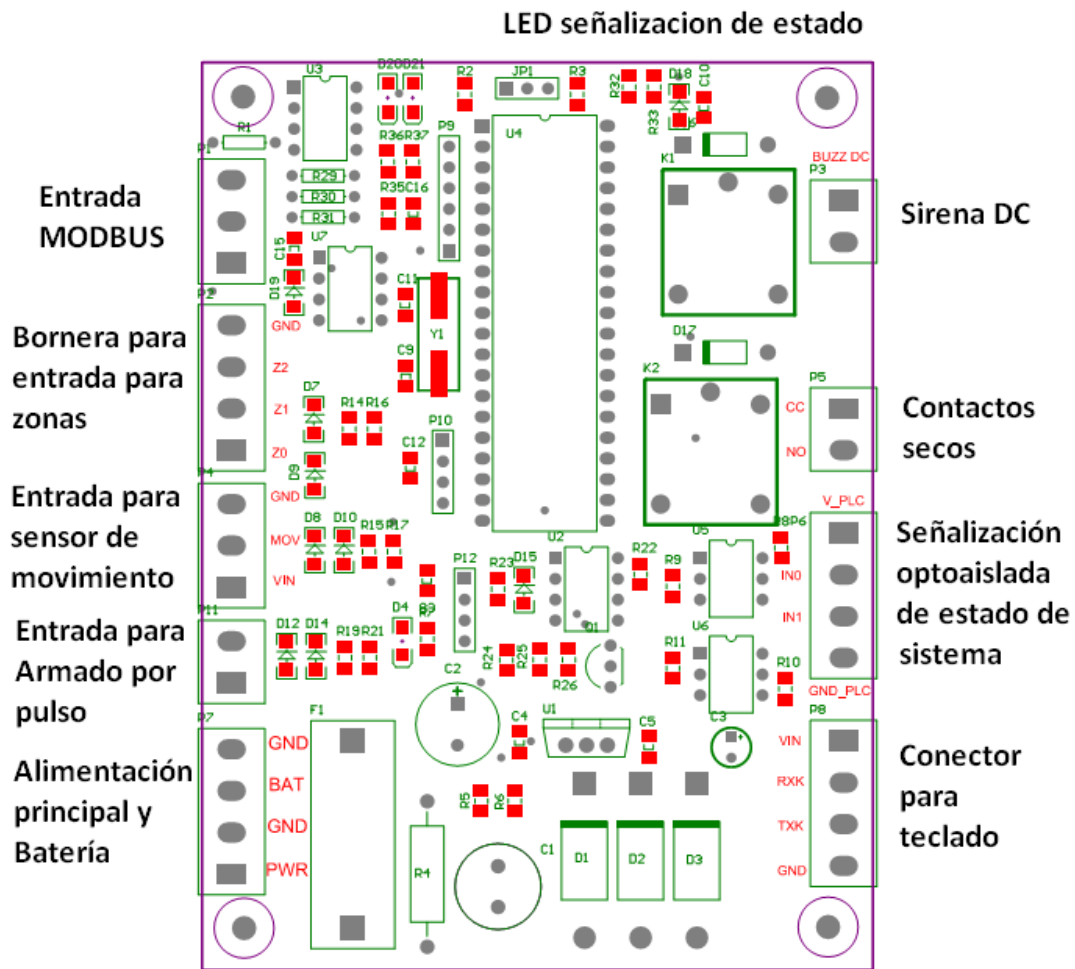 LED señalizacion de estado
U3
D20
D21
R2
JP1
R3
R32
R33
D18
C10
R1
P1
P9
U4
R36
R37
K1
BUZZ DC
P3
Entrada
MODBUS
R29
R30
R31
R35
C16
U7
Sirena DC
C15
D19
P2
GND
C11
Y1
C9
D17
Bornera para
entrada para
zonas
Z2
Z1
Z0
D7
R14
R16
D9
C12
P10
K2
P5
CC
NO
Contactos
secos
P4
GND
MOV
VIN
Entrada para
sensor de
movimiento
D8
D10
R15
R17
P12
R23
D15
U2
R22
R9
U5
R8
P6
V_PLC
IN0
IN1
GND_PLC
Señalización
optoaislada
de estado de
sistema
P11
Entrada para
Armado por
pulso
D12
D14
R19
R21
D4
R7
C2
R24
R25
R26
Q1
R11
U6
R10
P7
GND
BAT
GND
PWR
Alimentación
principal y
Batería
F1
C4
U1
C5
C3
P8
VIN
RXK
TXK
GND
Conector
para
teclado
R5
R6
R4
C1
D1
D2
D3